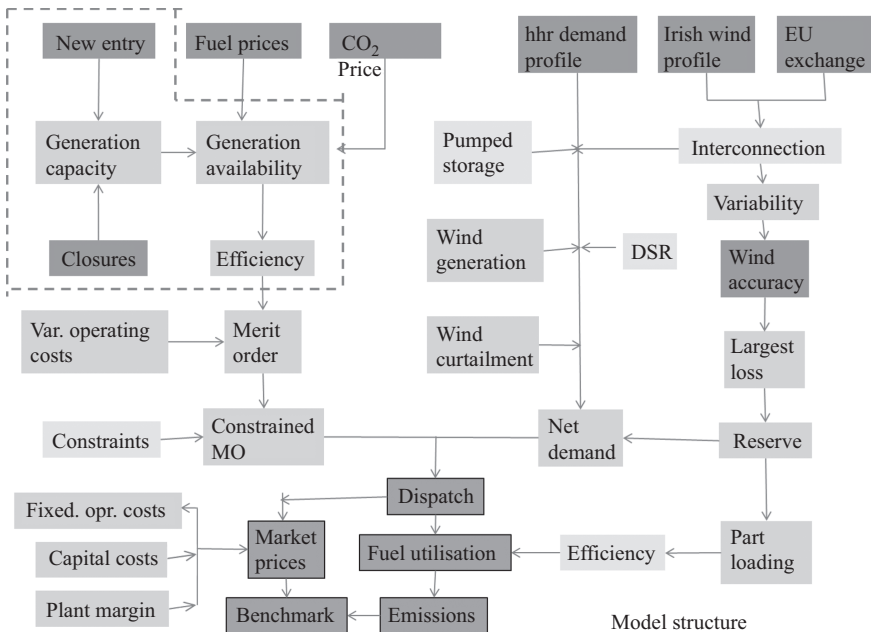 New entry
Fuel prices
CO2
Price
hhr demand
profile
Irish wind
profile
EU
exchange
Generation
capacity
Generation
availability
Pumped
storage
Interconnection
Variability
Closures
Efficiency
Wind
generation
DSR
Wind
accuracy
Var. operating
costs
Merit
order
Wind
curtailment
Largest
loss
Constraints
Constrained
MO
Net
demand
Reserve
Dispatch
Fixed. opr. costs
Market
prices
Capital costs
Fuel utilisation
Efficiency
Part
loading
Plant margin
Benchmark
Emissions
Model structure